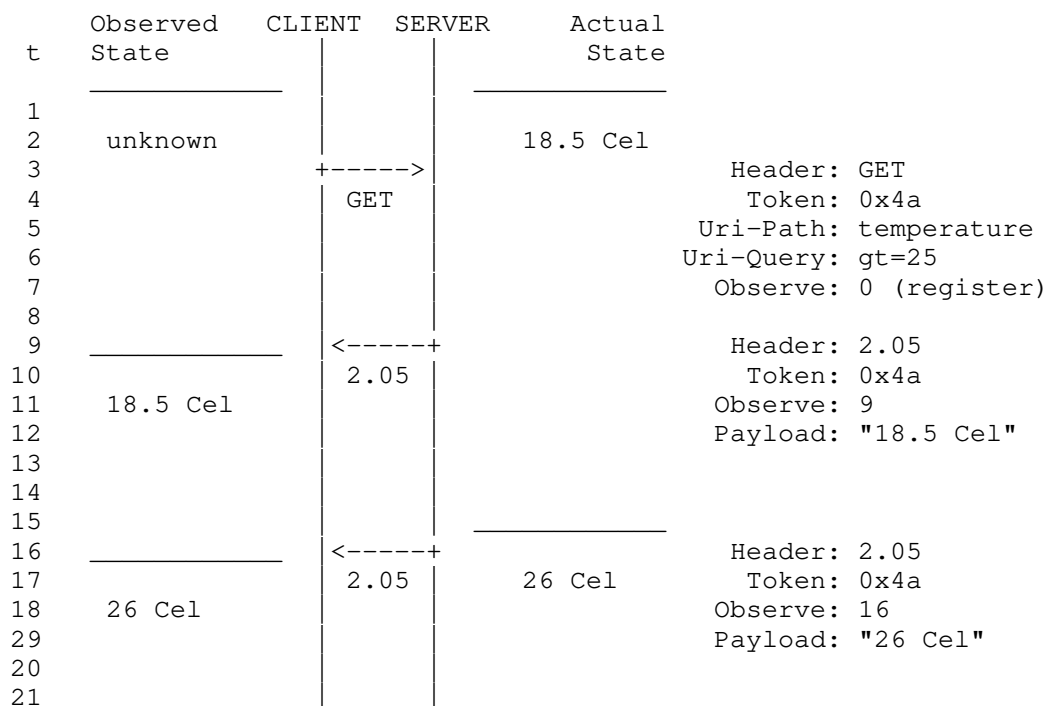 Observed CLIENT SERVER Actual
t State State
1
2 unknown 18.5 Cel
3 +-----> Header: GET
4 GET Token: 0x4a
5 Uri-Path: temperature
6 Uri-Query: gt=25
7 Observe: 0 (register)
8
9 <-----+ Header: 2.05
10 2.05 Token: 0x4a
11 18.5 Cel Observe: 9
12 Payload: "18.5 Cel"
13
14
15
16 <-----+ Header: 2.05
17 2.05 26 Cel Token: 0x4a
18 26 Cel Observe: 16
29 Payload: "26 Cel"
20
21